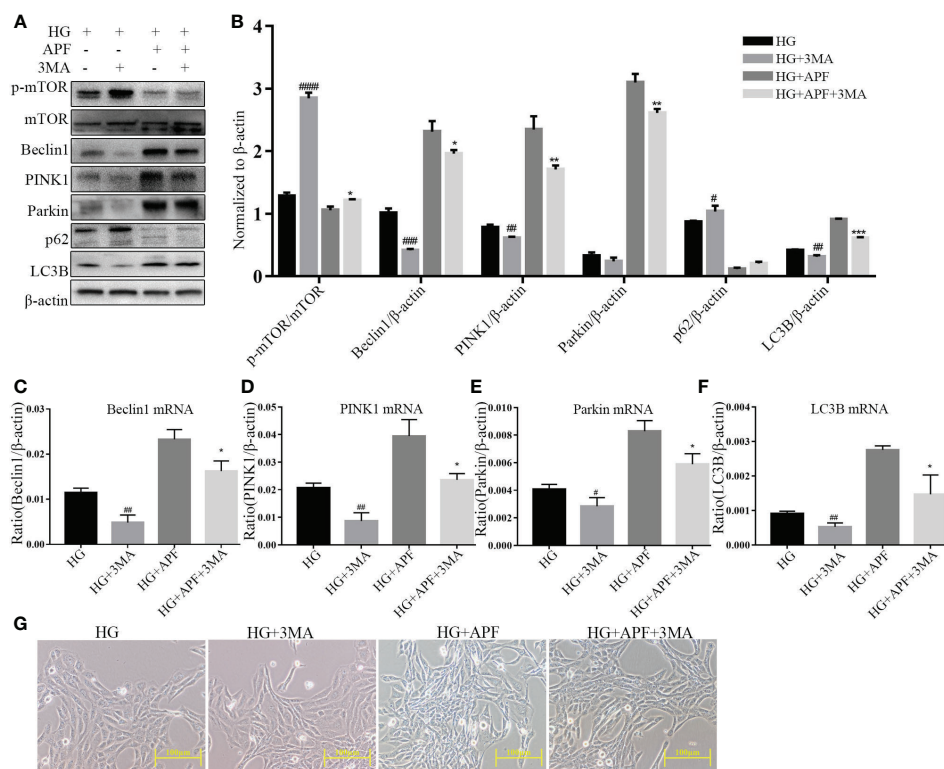 A
HG + + + +
APF - - + +
3MA - + - +
p-mTOR
mTOR
Beclin1
PINK1
Parkin
p62
LC3B
β-actin
B
Normalized to β-actin
4
3
2
1
0
####
*
###
*
##
**
**
#
##
***
HG
HG+3MA
HG+APF
HG+APF+3MA
p-mTOR/mTOR
Beclin1/β-actin
PINK1/β-actin
Parkin/β-actin
p62/β-actin
LC3B/β-actin
C
Beclin1 mRNA
Ratio(Beclin1/β-actin)
0.03
0.02
0.01
0.00
##
*
HG
HG+3MA
HG+APF
HG+APF+3MA
D
PINK1 mRNA
Ratio(PINK1/β-actin)
0.05
0.04
0.03
0.02
0.01
0.00
##
*
HG
HG+3MA
HG+APF
HG+APF+3MA
E
Parkin mRNA
Ratio(Parkin/β-actin)
0.010
0.008
0.006
0.004
0.002
0.000
#
*
HG
HG+3MA
HG+APF
HG+APF+3MA
F
LC3B mRNA
Ratio(LC3B/β-actin)
0.004
0.003
0.002
0.001
0.000
##
*
HG
HG+3MA
HG+APF
HG+APF+3MA
G
HG
HG+3MA
HG+APF
HG+APF+3MA
100μm
100μm
100μm
100μm